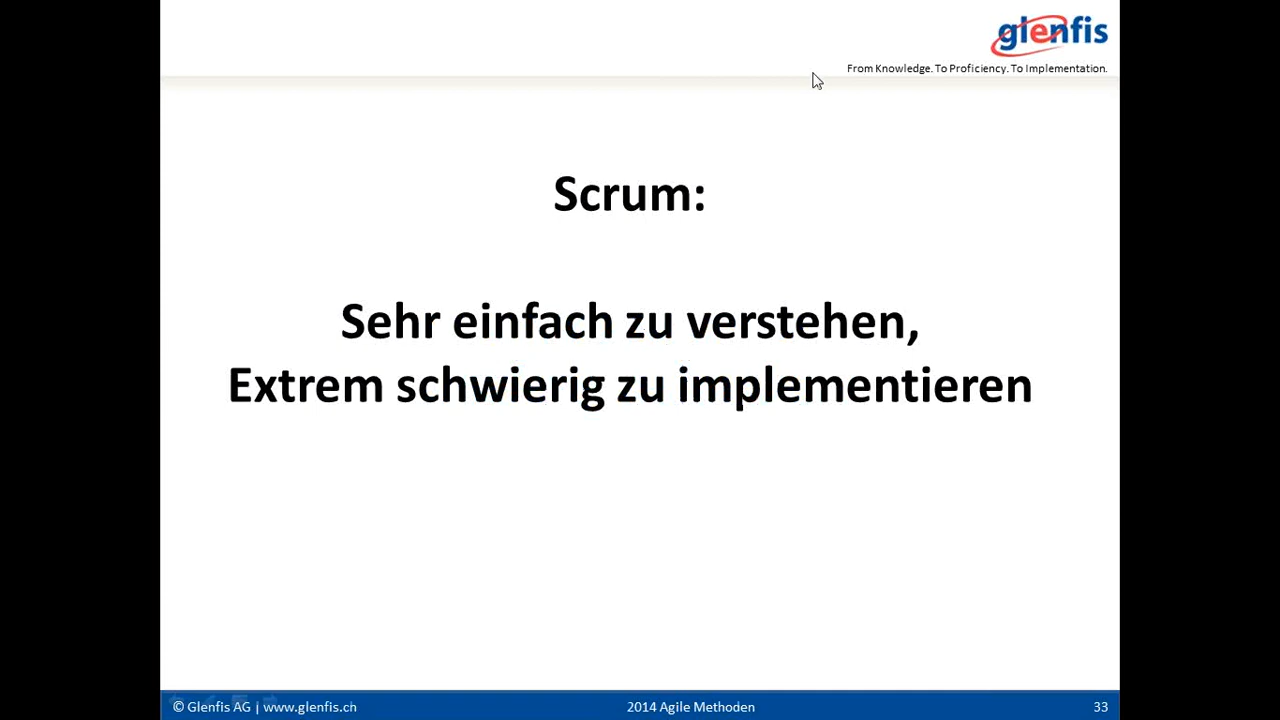 glenfis
From Knowledge. To Proficiency. To Implementation.
Scrum:
Sehr einfach zu verstehen,
Extrem schwierig zu implementieren
© Glenfis AG | www.glenfis.ch
2014 Agile Methoden
33